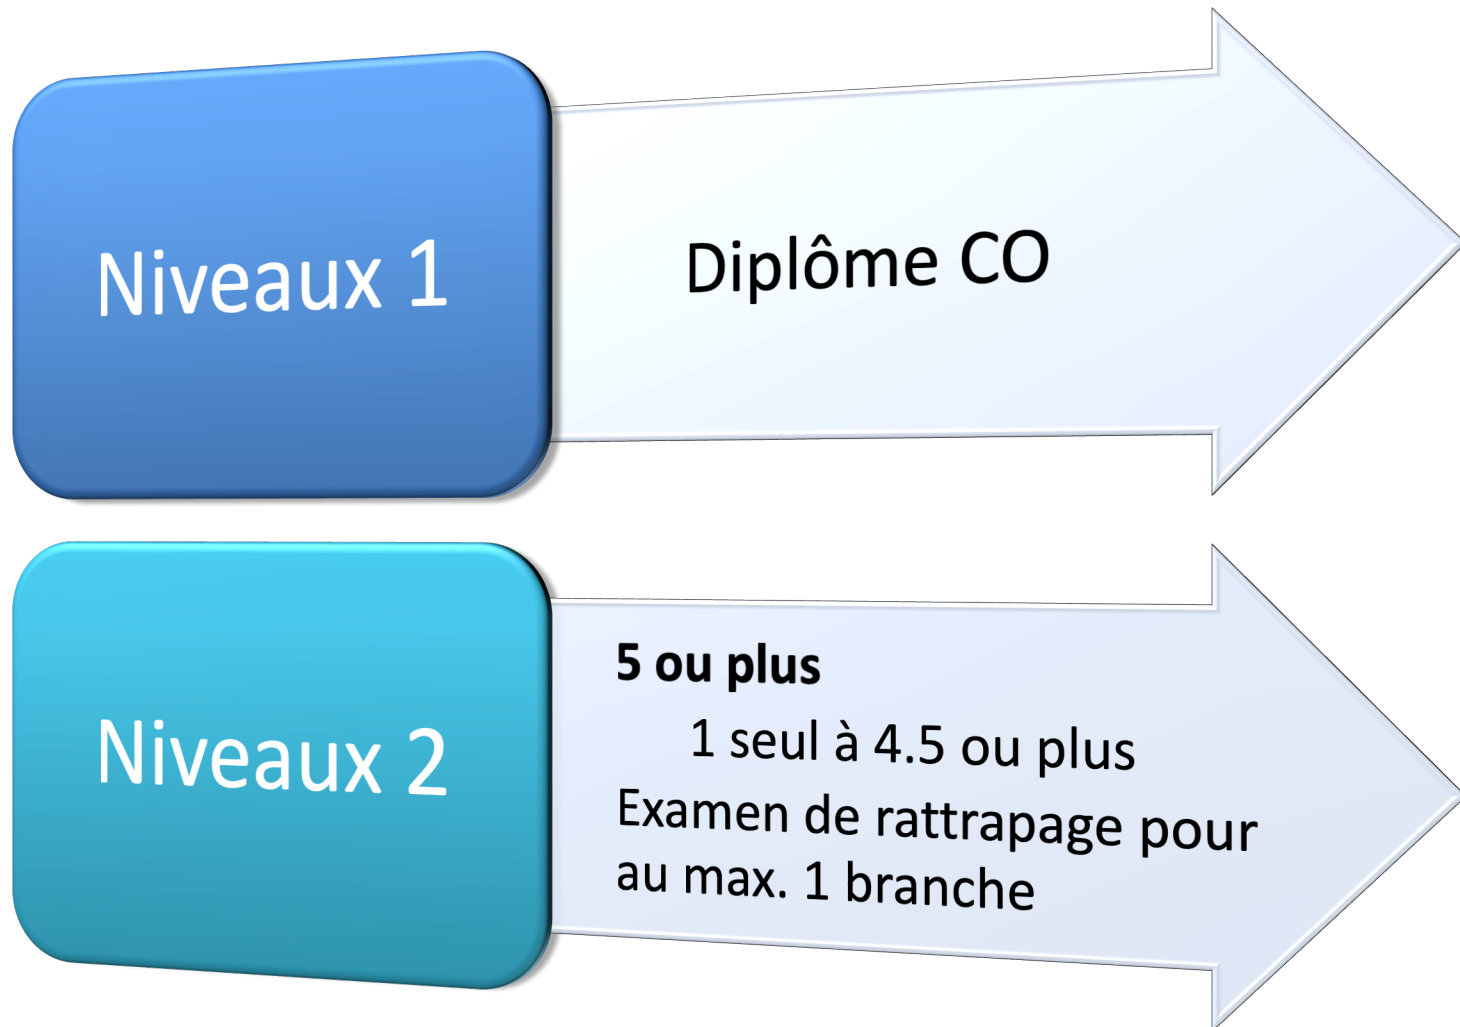 Niveaux 1
Diplôme CO
Niveaux 2
5 ou plus
1 seul à 4.5 ou plus
Examen de rattrapage pour
au max. 1 branche